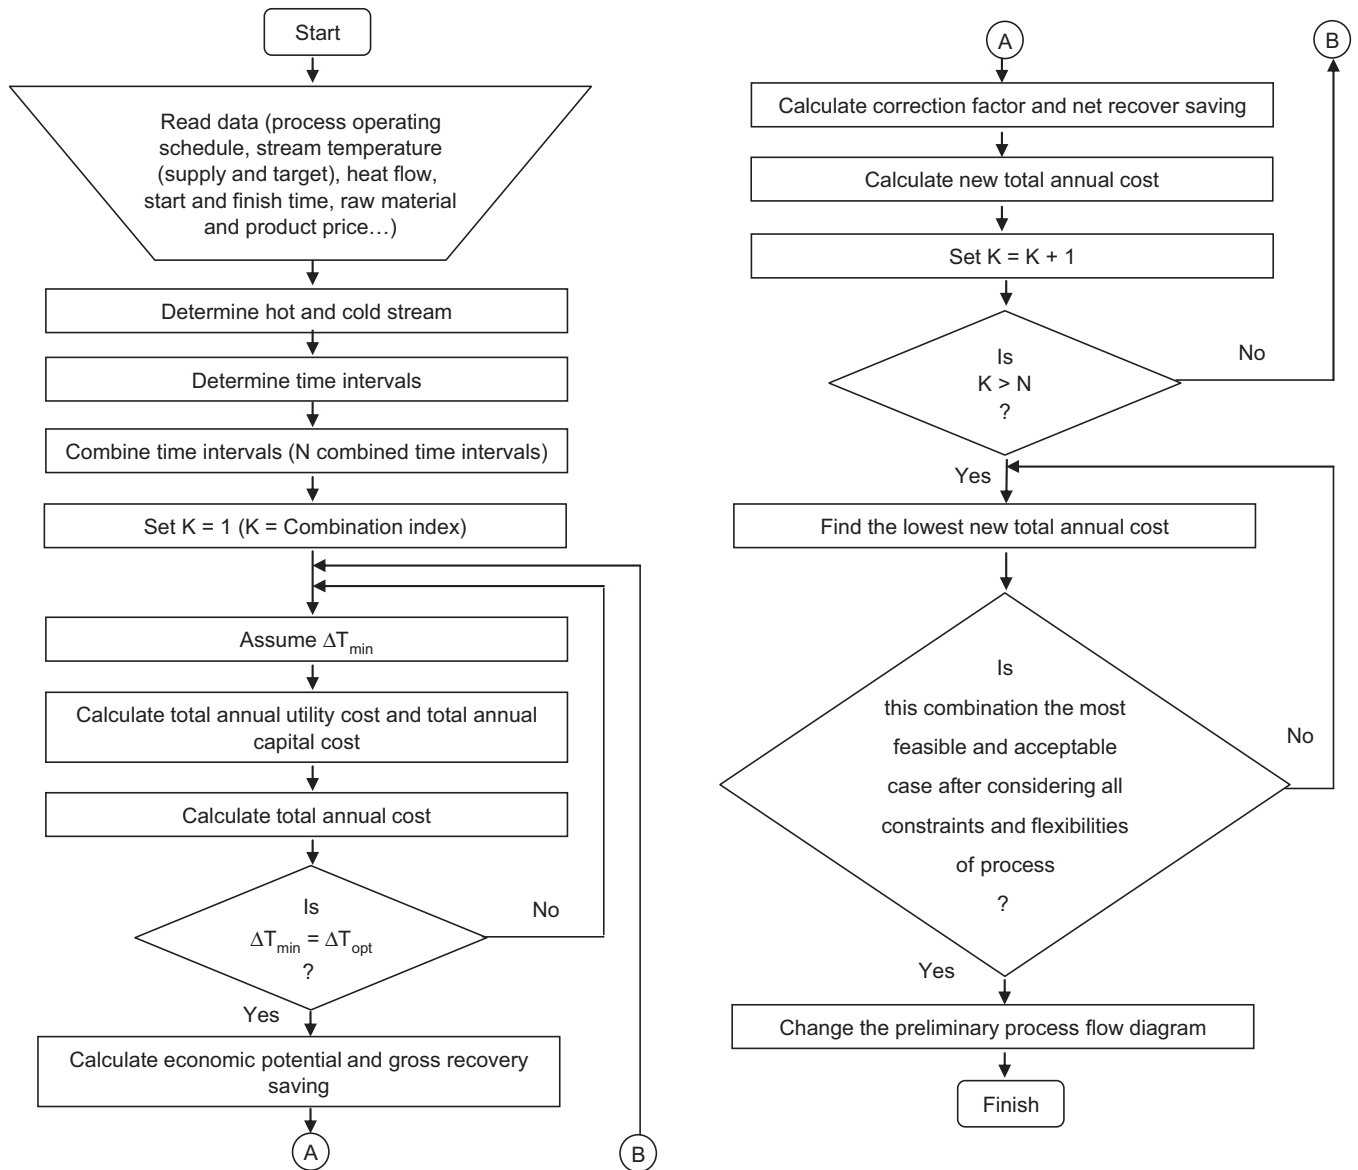 Start
Read data (process operating
schedule, stream temperature
(supply and target), heat flow,
start and finish time, raw material
and product price…)
Determine hot and cold stream
Determine time intervals
Combine time intervals (N combined time intervals)
Set K = 1 (K = Combination index)
Assume ΔTmin
Calculate total annual utility cost and total annual
capital cost
Calculate total annual cost
Is
ΔTmin = ΔTopt
?
No
Yes
Calculate economic potential and gross recovery
saving
A
B
A
B
Calculate correction factor and net recover saving
Calculate new total annual cost
Set K = K + 1
Is
K > N
?
No
Yes
Find the lowest new total annual cost
Is
this combination the most
feasible and acceptable
case after considering all
constraints and flexibilities
of process
?
No
Yes
Change the preliminary process flow diagram
Finish